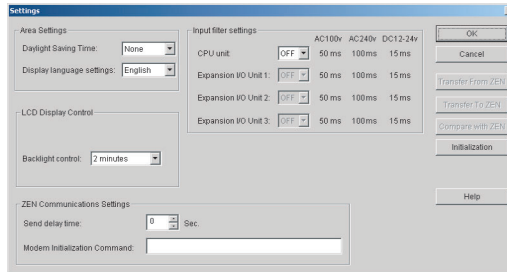 Settings
Area Settings
Daylight Saving Time: None
Display language settings: English
Input filter settings
AC100v AC240v DC12-24v
CPU unit: OFF 50 ms 100ms 15ms
Expansion I/O Unit 1: OFF 50 ms 100ms 15ms
Expansion I/O Unit 2: OFF 50 ms 100ms 15ms
Expansion I/O Unit 3: OFF 50 ms 100ms 15ms
LCD Display Control
Backlight control: 2 minutes
ZEN Communications Settings
Send delay time: 0 Sec.
Modem Initialization Command:
OK
Cancel
Transfer From ZEN
Transfer To ZEN
Compare with ZEN
Initialization
Help